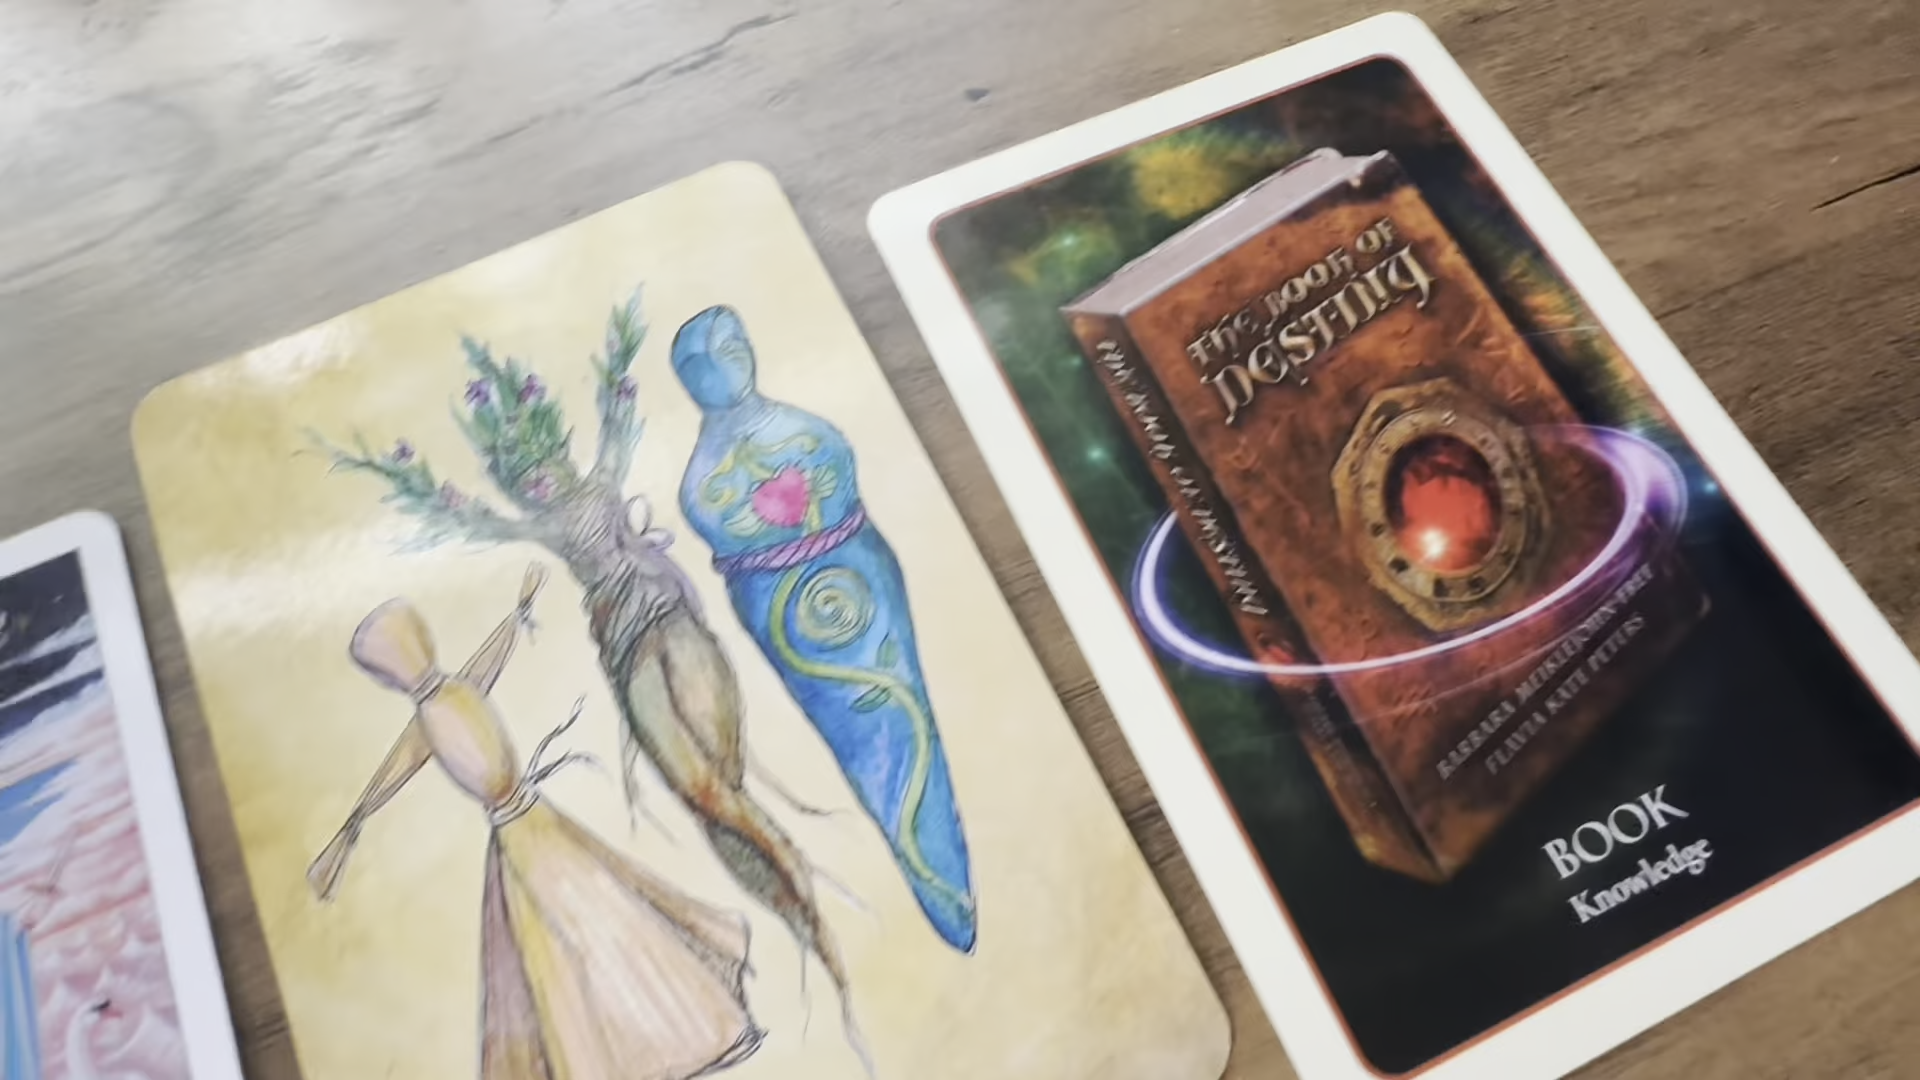 THE BOOK OF
DESTINY
BARBARA MEIKLEJOHN-FREE
FLAVIA KATE PETERS
BOOK
Knowledge